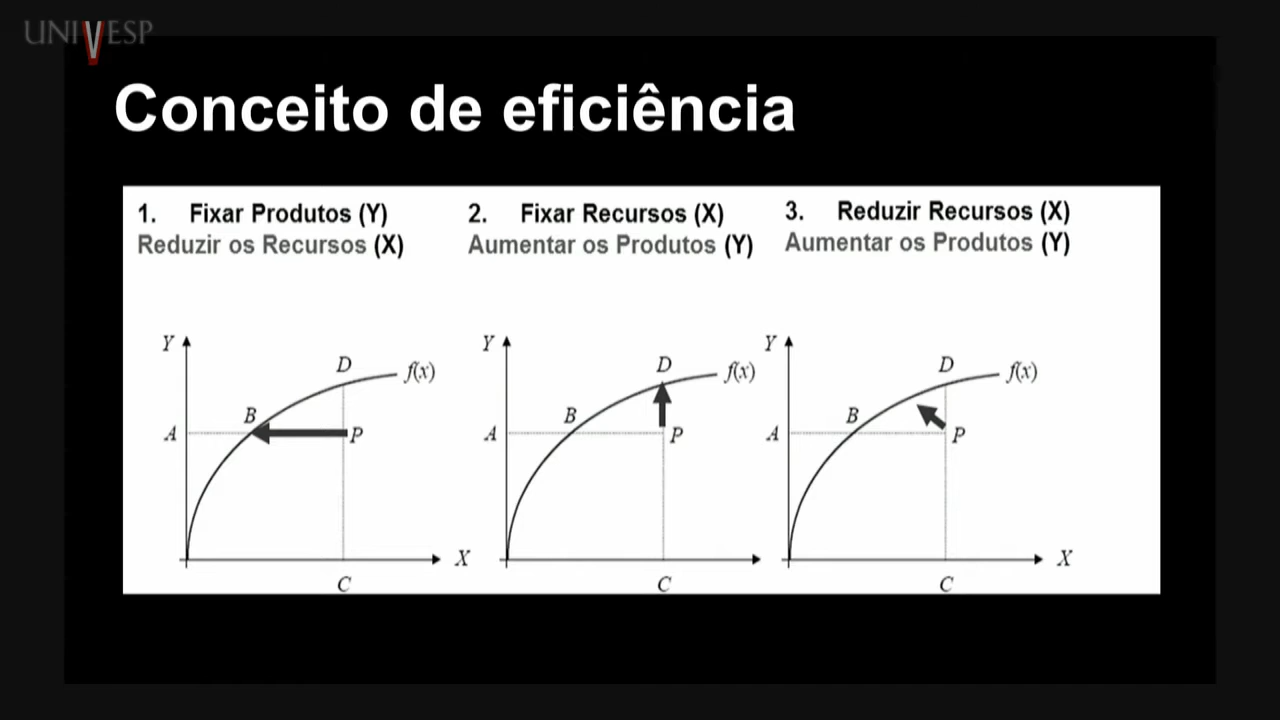 UNIVESP
Conceito de eficiência
1. Fixar Produtos (Y)
Reduzir os Recursos (X)
2. Fixar Recursos (X)
Aumentar os Produtos (Y)
3. Reduzir Recursos (X)
Aumentar os Produtos (Y)
Y
D
f(x)
B
A
P
X
C
Y
D
f(x)
B
A
P
C
Y
D
f(x)
B
A
P
X
C